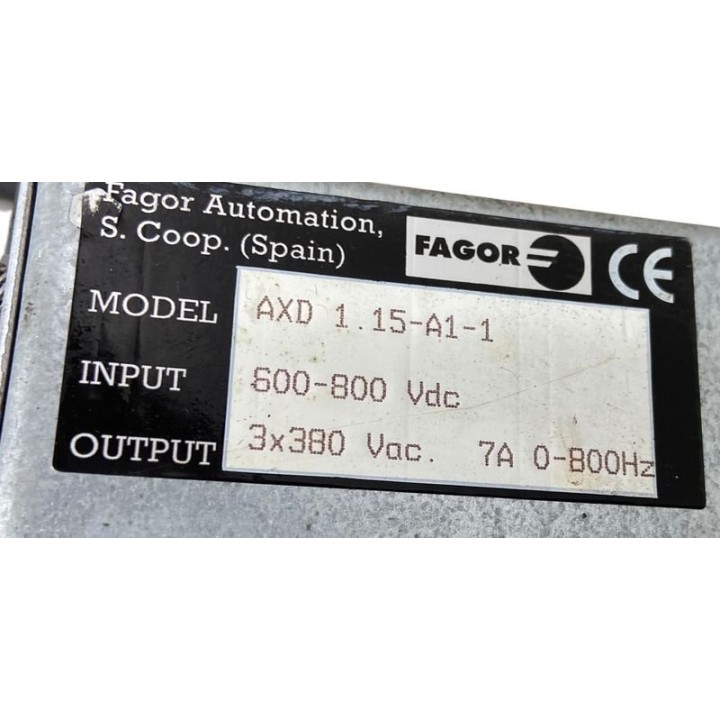 Fagor Automation,
S. Coop. (Spain)
FAGOR
CE
MODEL AXD 1.15-A1-1
INPUT 600-800 Vdc
OUTPUT 3x380 Vac. 7A 0-800Hz